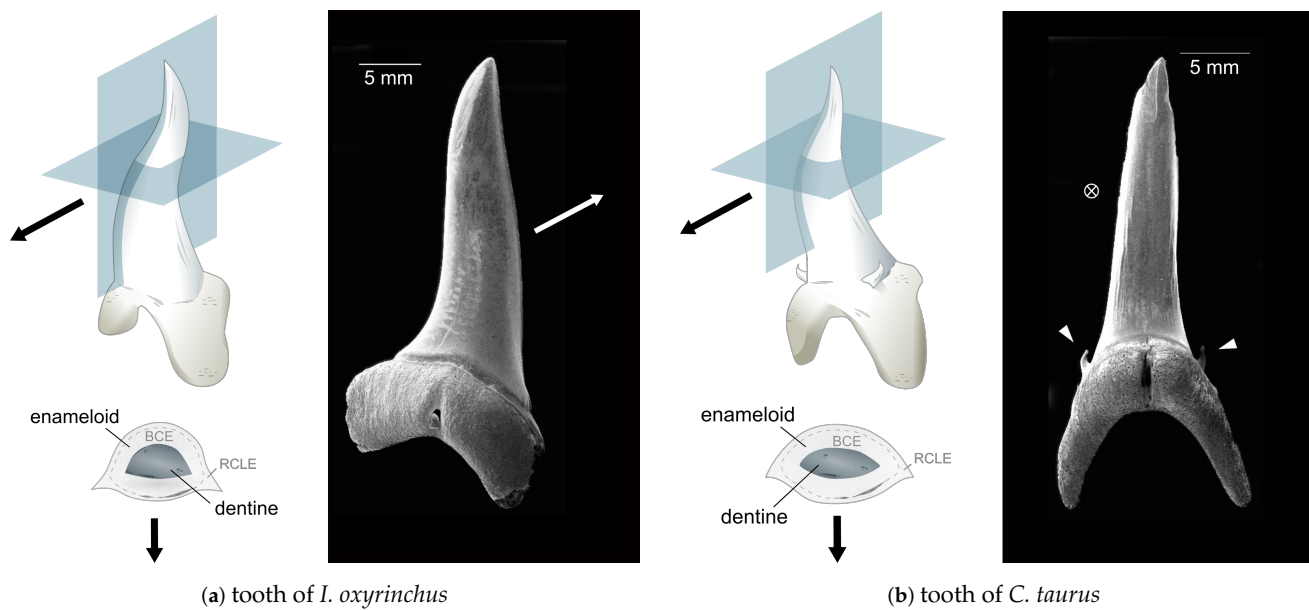 5 mm
enameloid
BCE
RCLE
dentine
(a) tooth of I. oxyrinchus
5 mm
enameloid
BCE
RCLE
dentine
(b) tooth of C. taurus